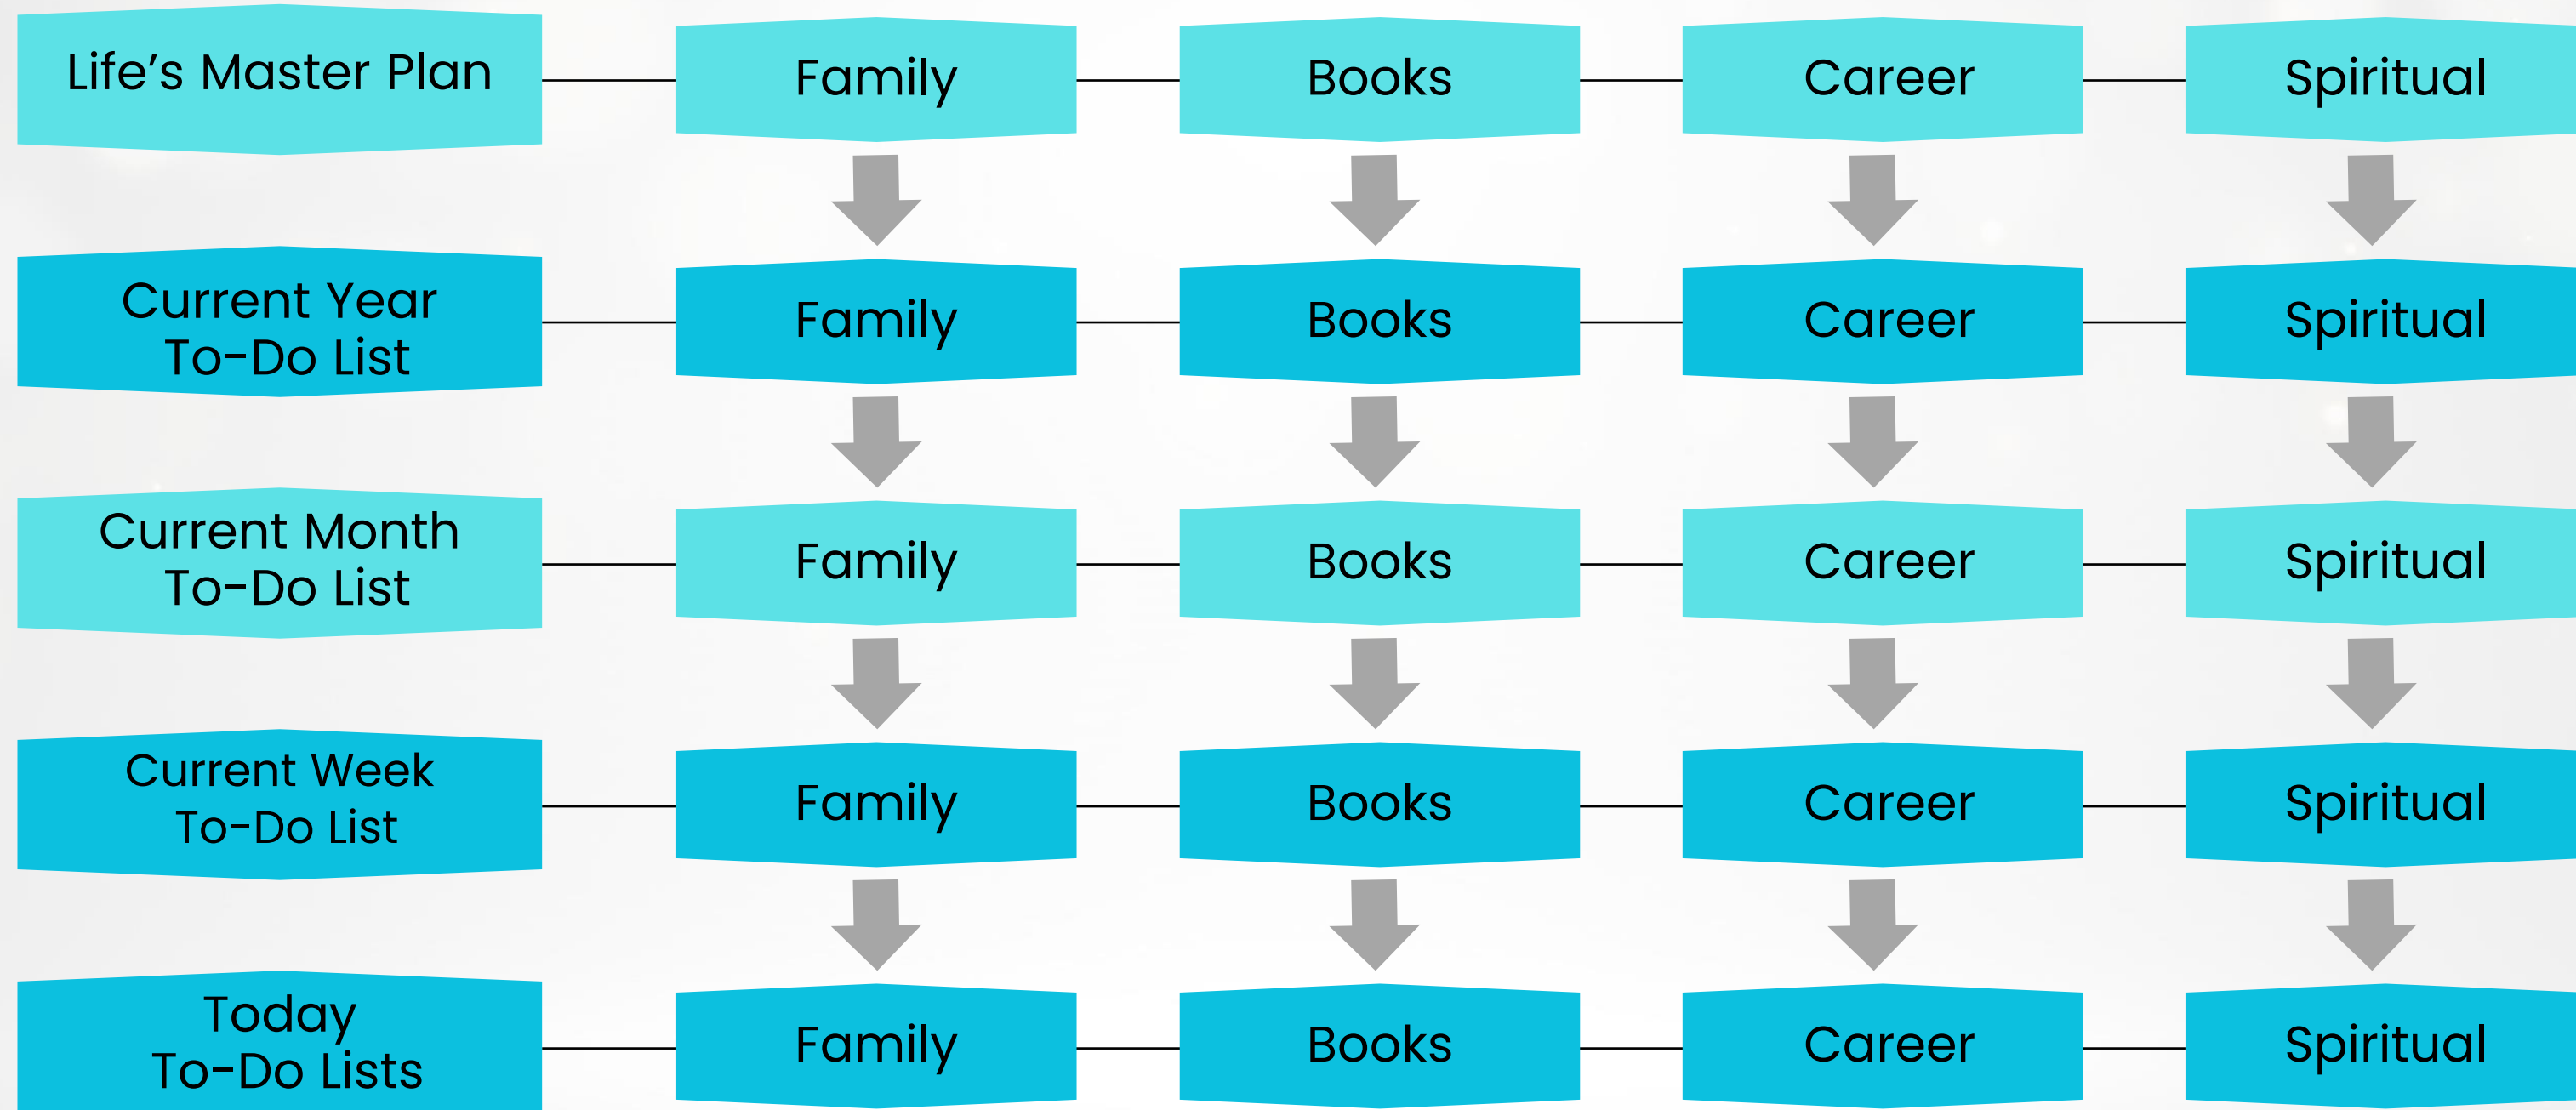 Life's Master Plan
Family
Books
Career
Spiritual
Current Year
To-Do List
Family
Books
Career
Spiritual
Current Month
To-Do List
Family
Books
Career
Spiritual
Current Week
To-Do List
Family
Books
Career
Spiritual
Today
To-Do Lists
Family
Books
Career
Spiritual